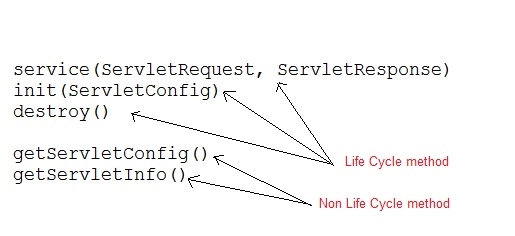 service(ServletRequest, ServletResponse)
init(ServletConfig)
destroy()
getServletConfig()
getServletInfo()
Life Cycle method
Non Life Cycle method